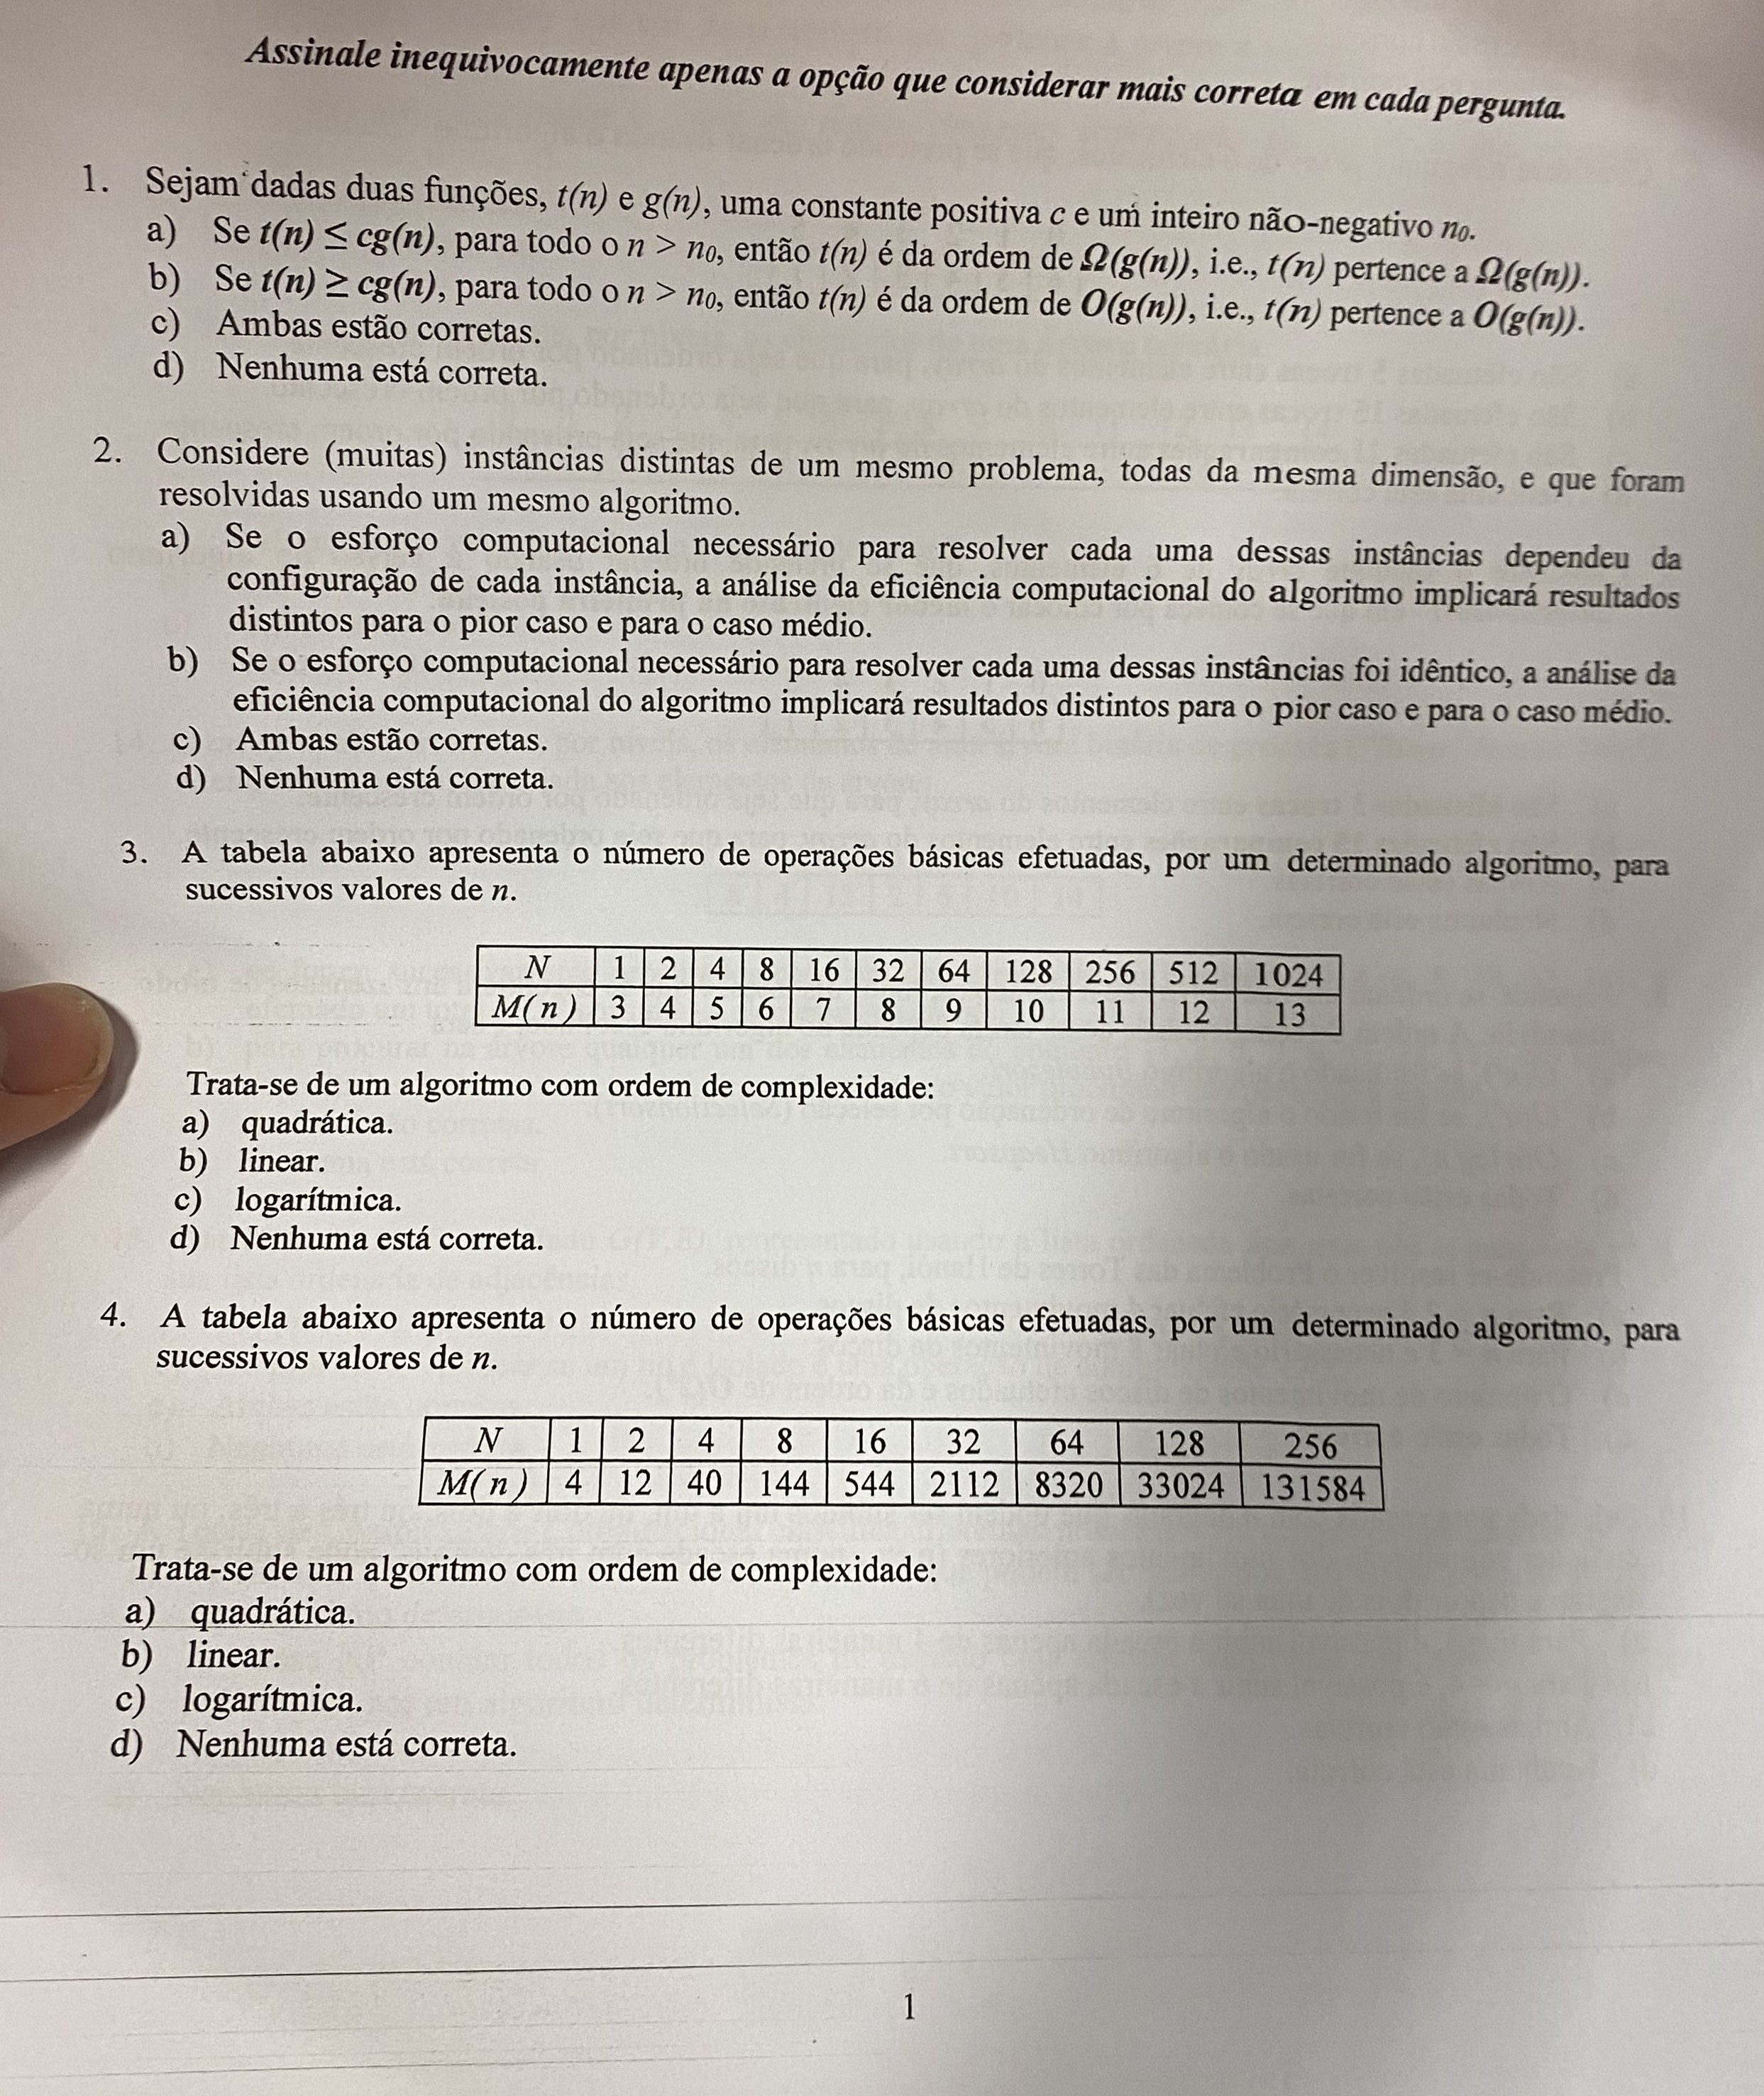 Assinale inequivocamente apenas a opção que considerar mais correta em cada pergunta.
1. Sejam dadas duas funções, t(n) e g(n), uma constante positiva c e um inteiro não-negativo n₀.
a) Se t(n) ≤ cg(n), para todo o n > n₀, então t(n) é da ordem de Ω(g(n)), i.e., t(n) pertence a Ω(g(n)).
b) Se t(n) ≥ cg(n), para todo o n > n₀, então t(n) é da ordem de O(g(n)), i.e., t(n) pertence a O(g(n)).
c) Ambas estão corretas.
d) Nenhuma está correta.
2. Considere (muitas) instâncias distintas de um mesmo problema, todas da mesma dimensão, e que foram
resolvidas usando um mesmo algoritmo.
a) Se o esforço computacional necessário para resolver cada uma dessas instâncias dependeu da
configuração de cada instância, a análise da eficiência computacional do algoritmo implicará resultados
distintos para o pior caso e para o caso médio.
b) Se o esforço computacional necessário para resolver cada uma dessas instâncias foi idêntico, a análise da
eficiência computacional do algoritmo implicará resultados distintos para o pior caso e para o caso médio.
c) Ambas estão corretas.
d) Nenhuma está correta.
3. A tabela abaixo apresenta o número de operações básicas efetuadas, por um determinado algoritmo, para
sucessivos valores de n.
N 1 2 4 8 16 32 64 128 256 512 1024
M(n) 3 4 5 6 7 8 9 10 11 12 13
Trata-se de um algoritmo com ordem de complexidade:
a) quadrática.
b) linear.
c) logarítmica.
d) Nenhuma está correta.
4. A tabela abaixo apresenta o número de operações básicas efetuadas, por um determinado algoritmo, para
sucessivos valores de n.
N 1 2 4 8 16 32 64 128 256
M(n) 4 12 40 144 544 2112 8320 33024 131584
Trata-se de um algoritmo com ordem de complexidade:
a) quadrática.
b) linear.
c) logarítmica.
d) Nenhuma está correta.
1